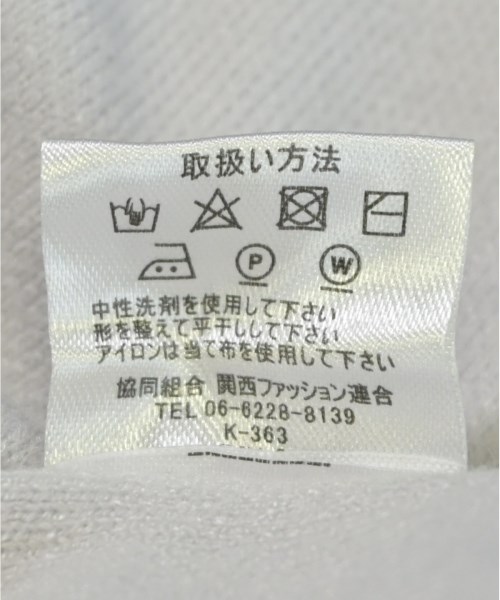 取扱い方法
P W
中性洗剤を使用して下さい
形を整えて平干しして下さい
アイロンは当て布を使用して下さい
協同組合 関西ファッション連合
TEL 06-6228-8139
K-363